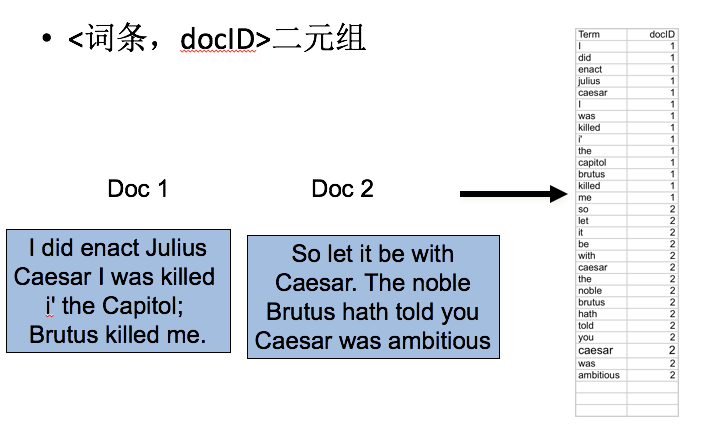 • <词条，docID>二元组
Doc 1
Doc 2
I did enact Julius
Caesar I was killed
i' the Capitol;
Brutus killed me.
So let it be with
Caesar. The noble
Brutus hath told you
Caesar was ambitious
Term docID
I 1
did 1
enact 1
julius 1
caesar 1
I 1
was 1
killed 1
i' 1
the 1
capitol 1
brutus 1
killed 1
me 1
so 2
let 2
it 2
be 2
with 2
caesar 2
the 2
noble 2
brutus 2
hath 2
told 2
you 2
caesar 2
was 2
ambitious 2